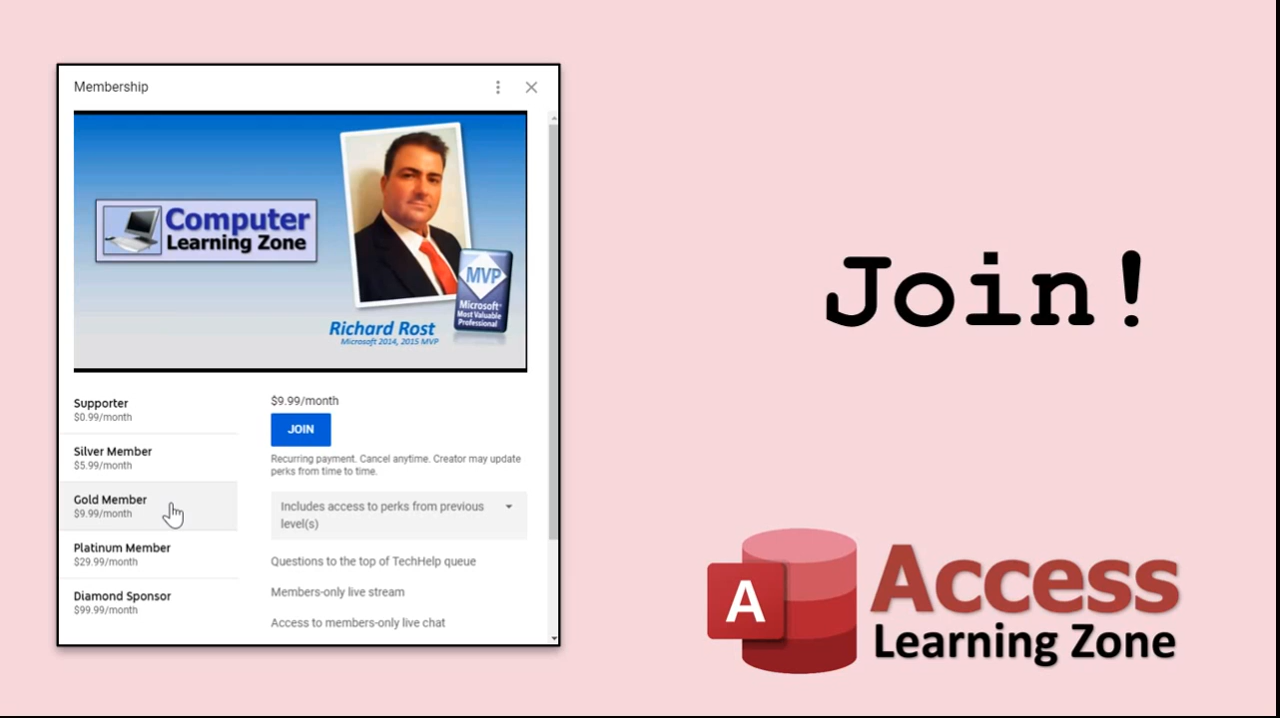 Membership
Computer
Learning Zone
MVP
Microsoft®
Most Valuable
Professional
Richard Rost
Microsoft 2014, 2015 MVP
Supporter
$0.99/month
Silver Member
$5.99/month
Gold Member
$9.99/month
Platinum Member
$29.99/month
Diamond Sponsor
$99.99/month
$9.99/month
JOIN
Recurring payment. Cancel anytime. Creator may update
perks from time to time.
Includes access to perks from previous
level(s)
Questions to the top of TechHelp queue
Members-only live stream
Access to members-only live chat
Join!
A
Access
Learning Zone